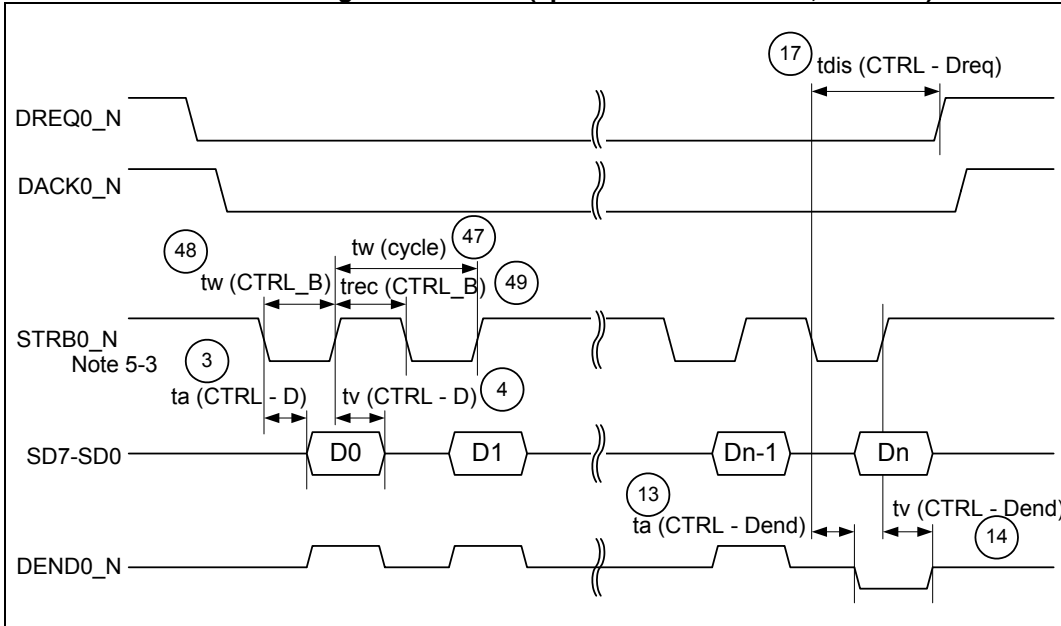 17
tdis (CTRL - Dreq)
DREQ0_N
DACK0_N
48
tw (cycle)
47
tw (CTRL_B)
trec (CTRL_B)
49
STRB0_N
Note 5-3
3
ta (CTRL - D)
tv (CTRL - D)
4
SD7-SD0
D0
D1
Dn-1
Dn
13
ta (CTRL - Dend)
tv (CTRL - Dend)
14
DEND0_N